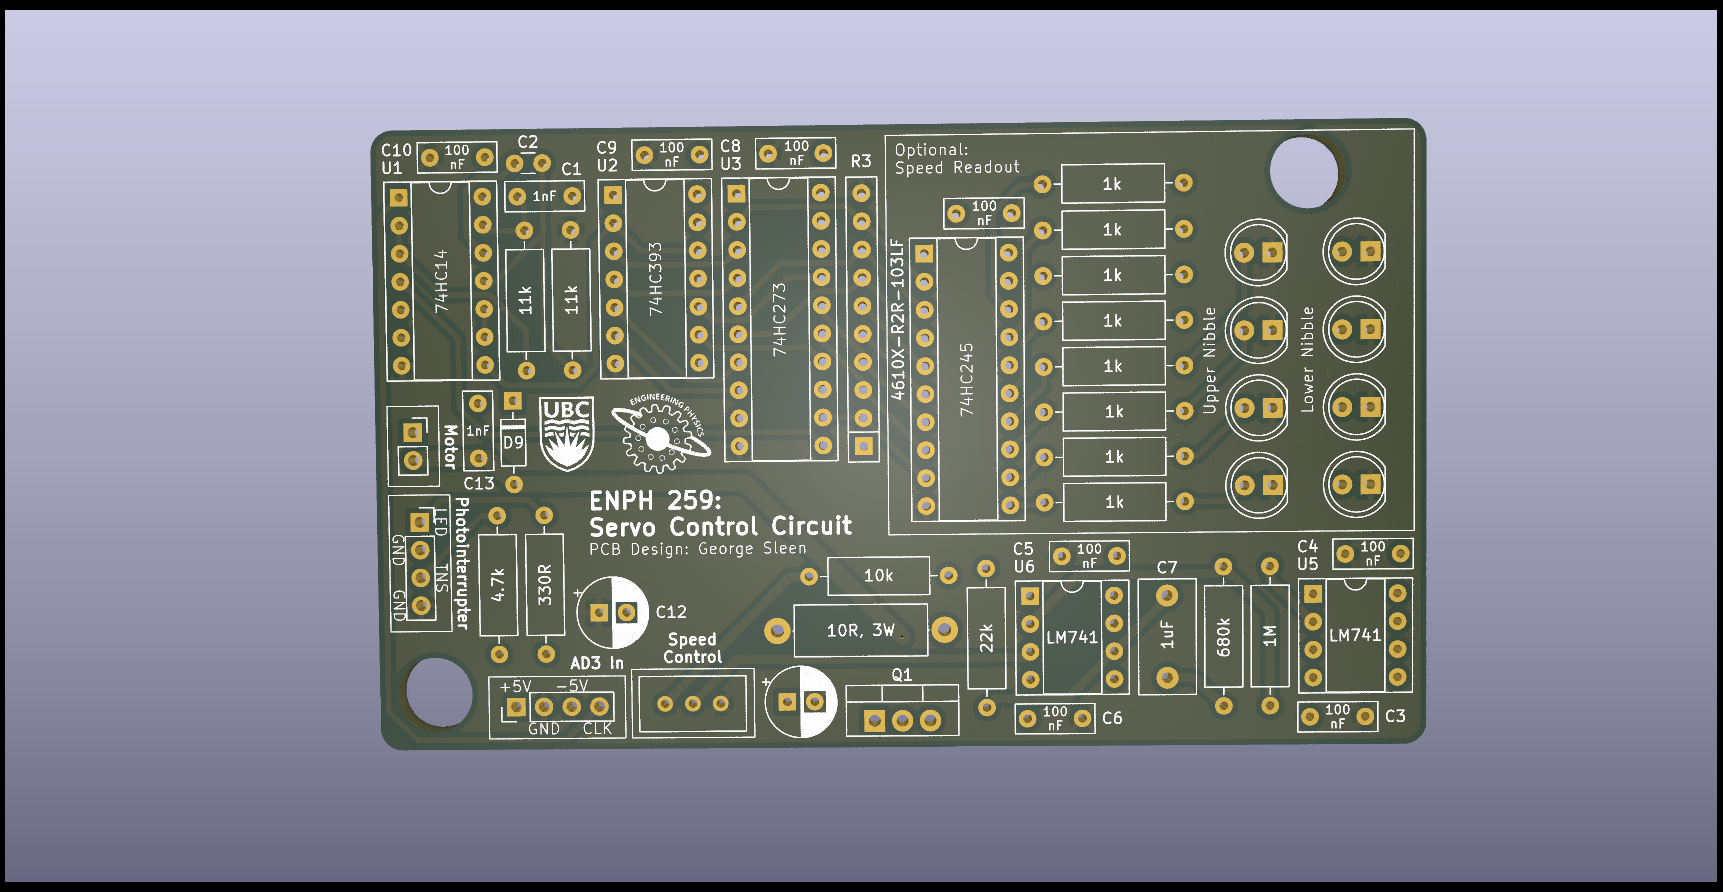 C10
U1
100
nF
C2
C1
1nF
C9
U2
100
nF
C8
U3
100
nF
R3
74HC14
11k
11k
74HC393
74HC273
4610X-R2R-103LF
Optional:
Speed Readout
100
nF
74HC245
1k
1k
1k
1k
1k
1k
1k
1k
Upper Nibble
Lower Nibble
Motor
1nF
C13
D9
UBC
ENGINEERING PHYSICS
ENPH 259:
Servo Control Circuit
PCB Design: George Sleen
Photointerrupter
LED
GND
INS
GND
4.7k
330R
C12
AD3 In
+5V
-5V
GND
CLK
Speed
Control
10k
10R, 3W
Q1
22k
C5
U6
100
nF
LM741
100
nF
C6
C7
1uF
680k
1M
C4
U5
100
nF
LM741
100
nF
C3